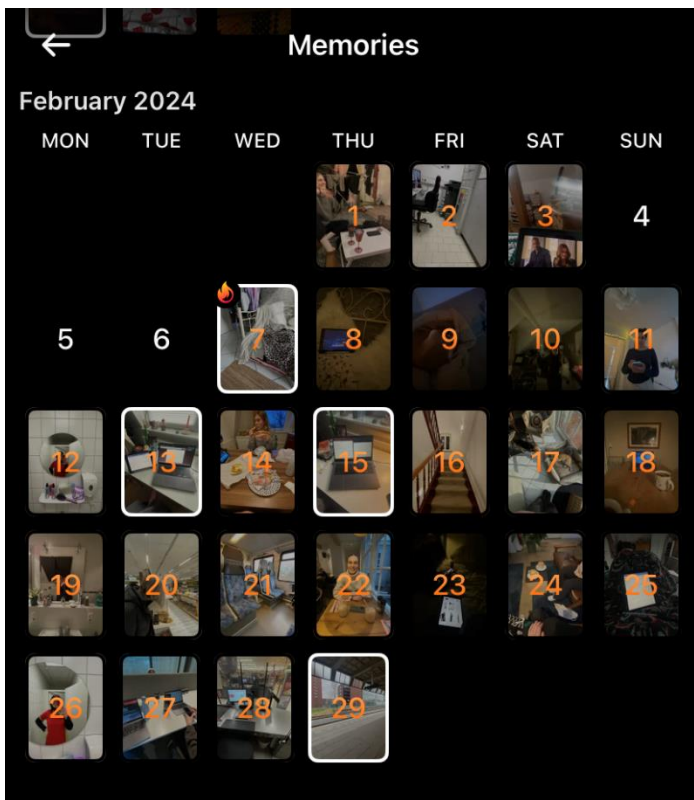 Memories
February 2024
MON TUE WED THU FRI SAT SUN
1 2 3 4
5 6 7 8 9 10 11
12 13 14 15 16 17 18
19 20 21 22 23 24 25
26 27 28 29